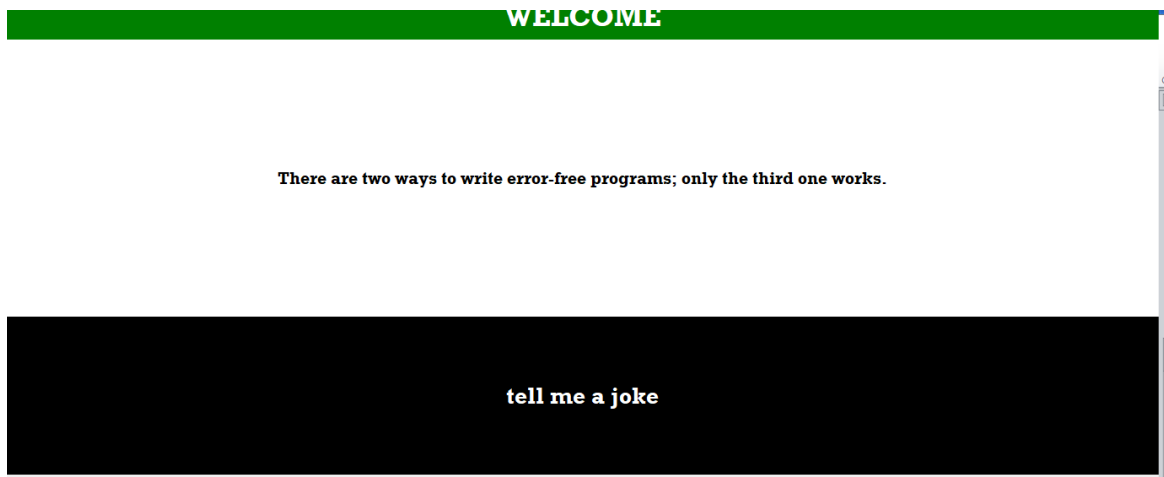 WELCOME
There are two ways to write error-free programs; only the third one works.
tell me a joke